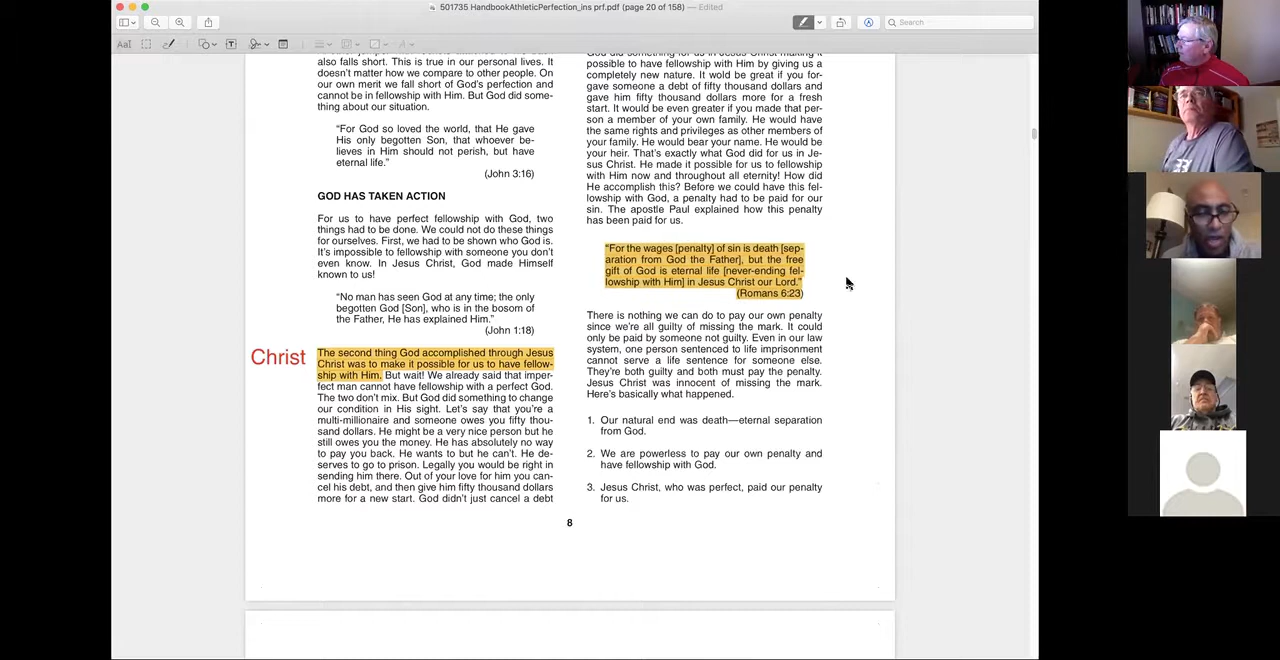 501735 HandbookAthleticPerfection_ins prf.pdf (page 20 of 158) — Edited
Search
also falls short. This is true in our personal lives. It
doesn't matter how we compare to other people. On
our own merit we fall short of God's perfection and
cannot be in fellowship with Him. But God did some-
thing about our situation.
"For God so loved the world, that He gave
His only begotten Son, that whoever be-
lieves in Him should not perish, but have
eternal life."
(John 3:16)
GOD HAS TAKEN ACTION
For us to have perfect fellowship with God, two
things had to be done. We could not do these things
for ourselves. First, we had to be shown who God is.
It's impossible to fellowship with someone you don't
even know. In Jesus Christ, God made Himself
known to us!
"No man has seen God at any time; the only
begotten God [Son], who is in the bosom of
the Father, He has explained Him."
(John 1:18)
Christ
The second thing God accomplished through Jesus
Christ was to make it possible for us to have fellow-
ship with Him. But wait! We already said that imper-
fect man cannot have fellowship with a perfect God.
The two don't mix. But God did something to change
our condition in His sight. Let's say that you're a
multi-millionaire and someone owes you fifty thou-
sand dollars. He might be a very nice person but he
still owes you the money. He has absolutely no way
to pay you back. He wants to but he can't. He de-
serves to go to prison. Legally you would be right in
sending him there. Out of your love for him you can-
cel his debt, and then give him fifty thousand dollars
more for a new start. God didn't just cancel a debt
God did something for us in Jesus Christ making it
possible to have fellowship with Him by giving us a
completely new nature. It wold be great if you for-
gave someone a debt of fifty thousand dollars and
gave him fifty thousand dollars more for a fresh
start. It would be even greater if you made that per-
son a member of your own family. He would have
the same rights and privileges as other members of
your family. He would bear your name. He would be
your heir. That's exactly what God did for us in Je-
sus Christ. He made it possible for us to fellowship
with Him now and throughout all eternity! How did
He accomplish this? Before we could have this fel-
lowship with God, a penalty had to be paid for our
sin. The apostle Paul explained how this penalty
has been paid for us.
"For the wages [penalty] of sin is death [sep-
aration from God the Father], but the free
gift of God is eternal life [never-ending fel-
lowship with Him] in Jesus Christ our Lord."
(Romans 6:23)
There is nothing we can do to pay our own penalty
since we're all guilty of missing the mark. It could
only be paid by someone not guilty. Even in our law
system, one person sentenced to life imprisonment
cannot serve a life sentence for someone else.
They're both guilty and both must pay the penalty.
Jesus Christ was innocent of missing the mark.
Here's basically what happened.
1. Our natural end was death—eternal separation
from God.
2. We are powerless to pay our own penalty and
have fellowship with God.
3. Jesus Christ, who was perfect, paid our penalty
for us.
8